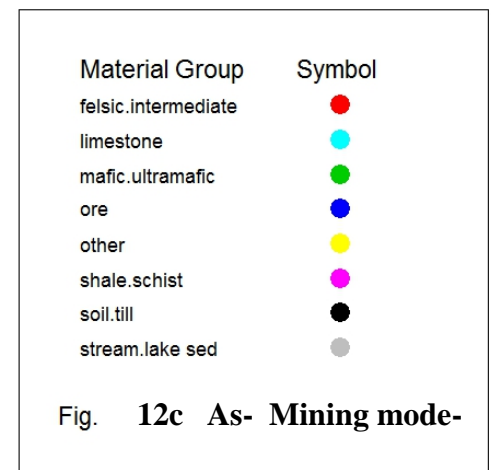 Material Group Symbol
felsic.intermediate
limestone
mafic.ultramafic
ore
other
shale.schist
soil.till
stream.lake sed
Fig. 12c As- Mining mode-